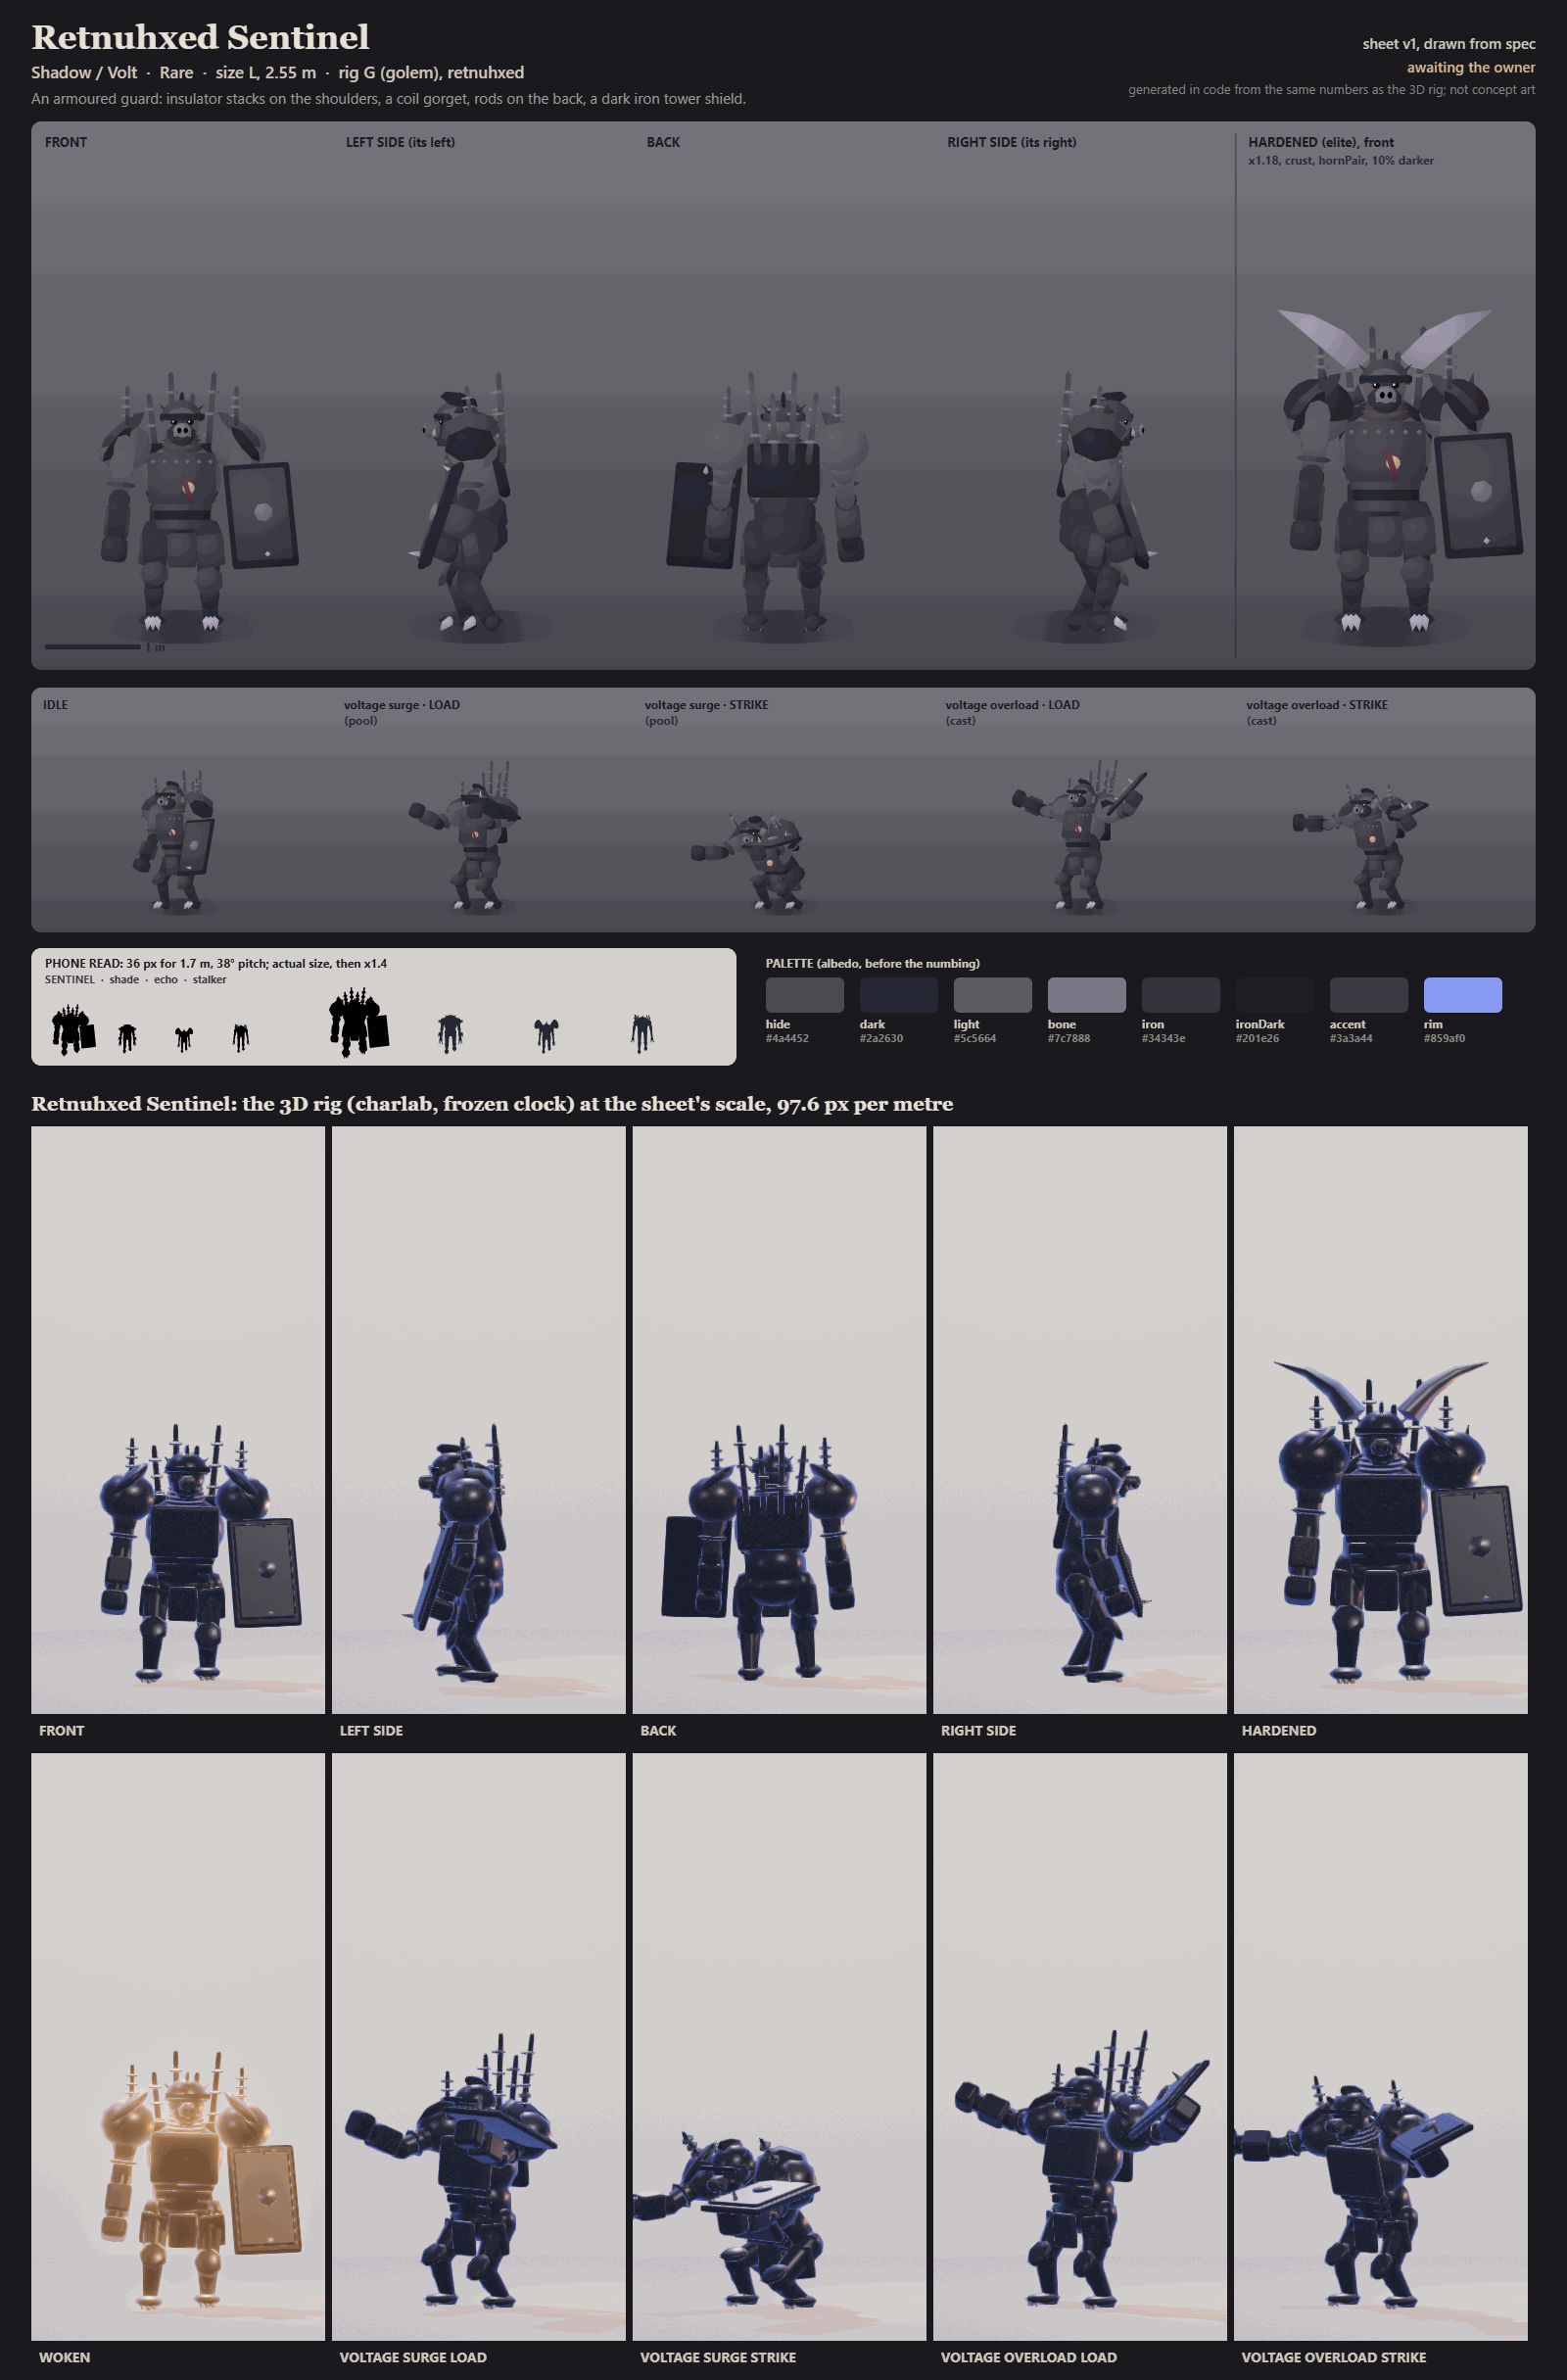 Retnuhxed Sentinel
Shadow / Volt · Rare · size L, 2.55 m · rig G (golem), retnuhxed
An armoured guard: insulator stacks on the shoulders, a coil gorget, rods on the back, a dark iron tower shield.
sheet v1, drawn from spec
awaiting the owner
generated in code from the same numbers as the 3D rig; not concept art
FRONT
LEFT SIDE (its left)
BACK
RIGHT SIDE (its right)
HARDENED (elite), front
x1.18, crust, hornPair, 10% darker
1 m
IDLE
voltage surge · LOAD
(pool)
voltage surge · STRIKE
(pool)
voltage overload · LOAD
(cast)
voltage overload · STRIKE
(cast)
PHONE READ: 36 px for 1.7 m, 38° pitch; actual size, then x1.4
SENTINEL · shade · echo · stalker
PALETTE (albedo, before the numbing)
hide
#4a4452
dark
#2a2630
light
#5c5664
bone
#7c7888
iron
#34343e
ironDark
#201e26
accent
#3a3a44
rim
#859af0
Retnuhxed Sentinel: the 3D rig (charlab, frozen clock) at the sheet's scale, 97.6 px per metre
FRONT
LEFT SIDE
BACK
RIGHT SIDE
HARDENED
WOKEN
VOLTAGE SURGE LOAD
VOLTAGE SURGE STRIKE
VOLTAGE OVERLOAD LOAD
VOLTAGE OVERLOAD STRIKE